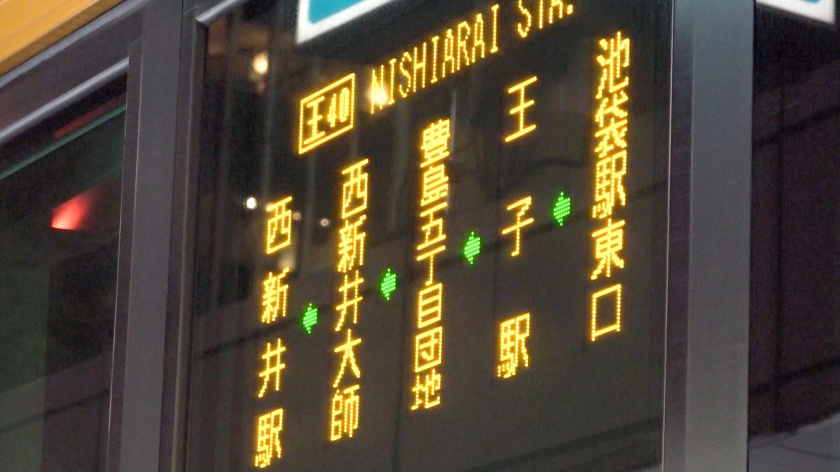 王40 NISHIARAI STA.
池袋駅東口
王子駅
豊島五丁目団地
西新井大師
西新井駅